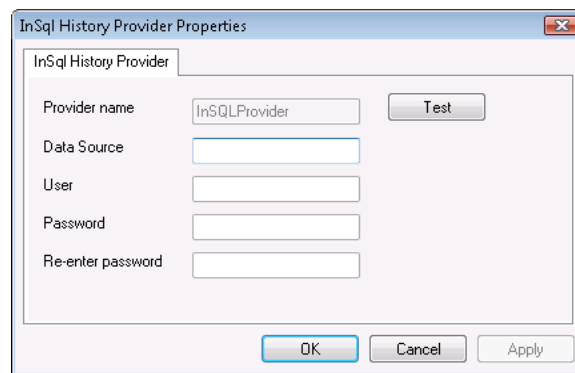 InSql History Provider Properties
InSql History Provider
Provider name InSQLProvider Test
Data Source
User
Password
Re-enter password
OK Cancel Apply